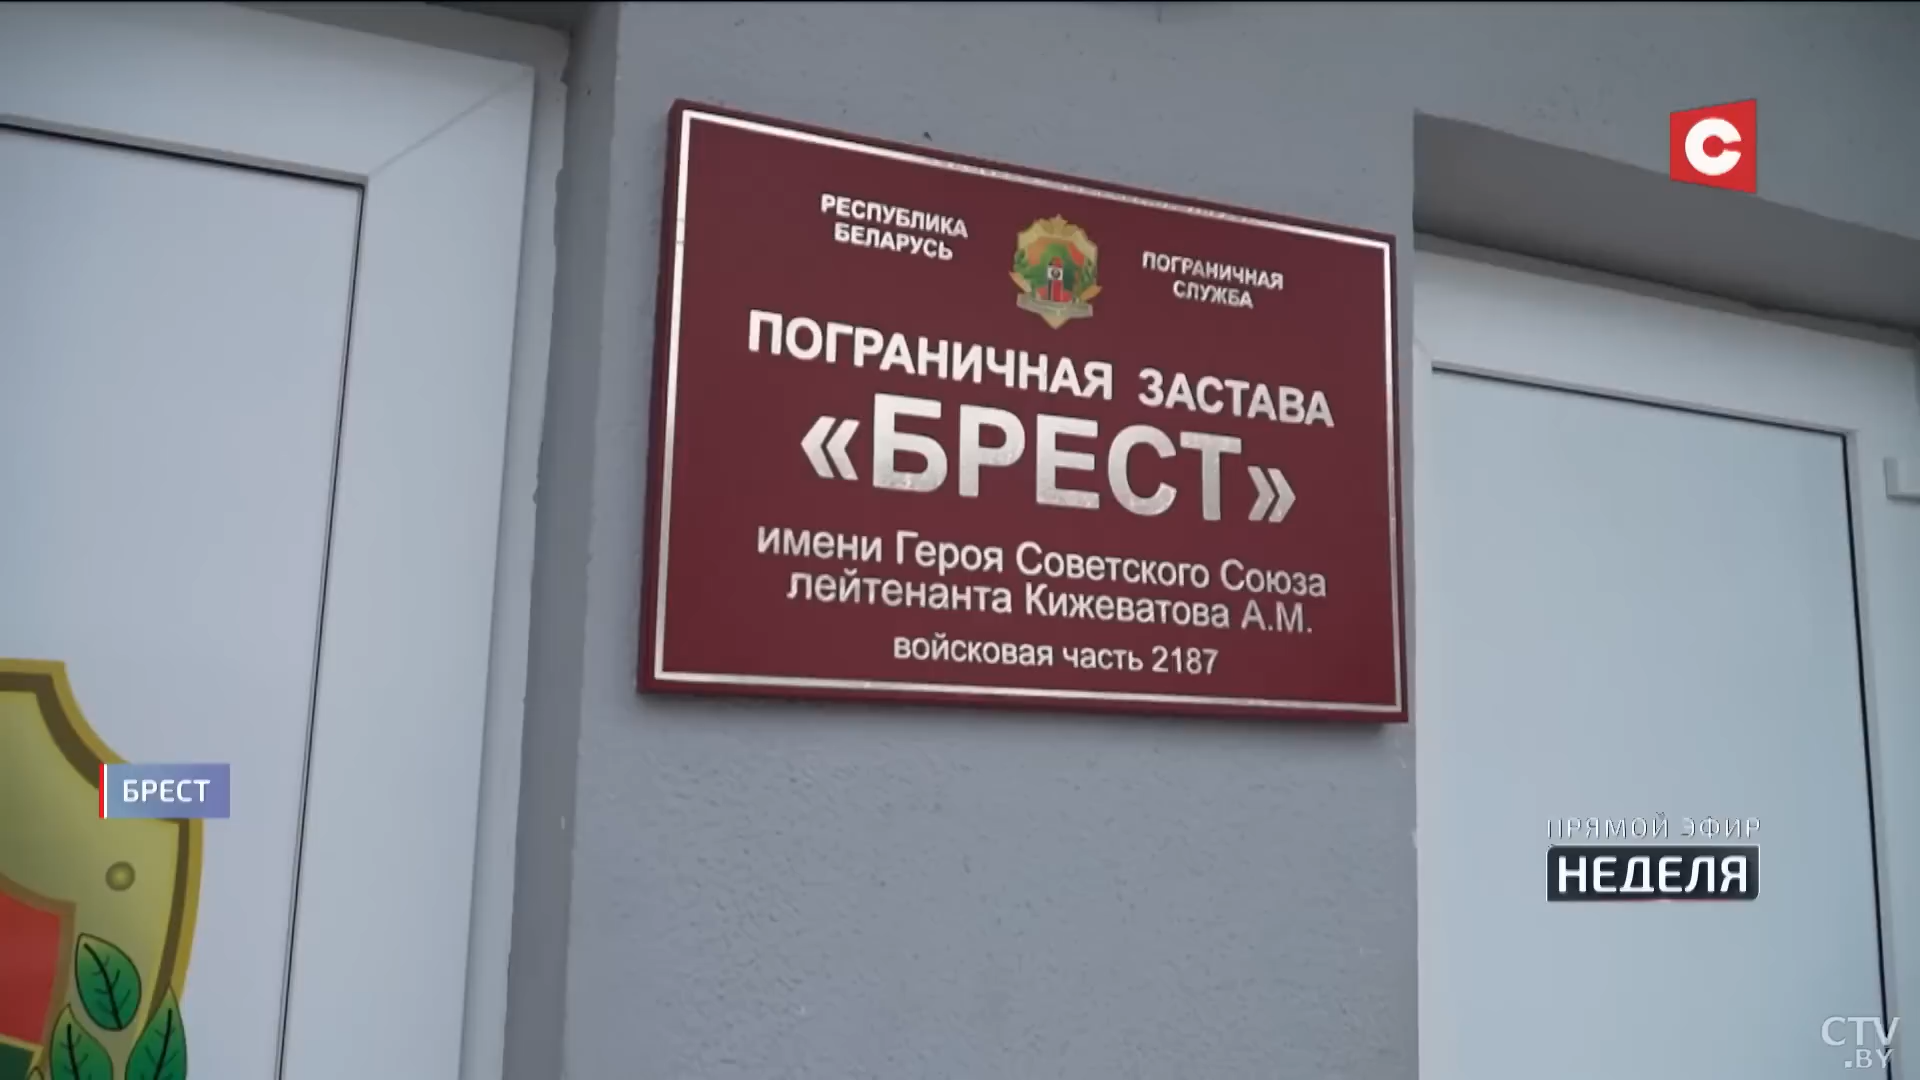 РЕСПУБЛИКА
БЕЛАРУСЬ
ПОГРАНИЧНАЯ
СЛУЖБА
ПОГРАНИЧНАЯ ЗАСТАВА
«БРЕСТ»
имени Героя Советского Союза
лейтенанта Кижеватова А.М.
войсковая часть 2187
БРЕСТ
ПРЯМОЙ ЭФИР
НЕДЕЛЯ
C
CTV
.BY